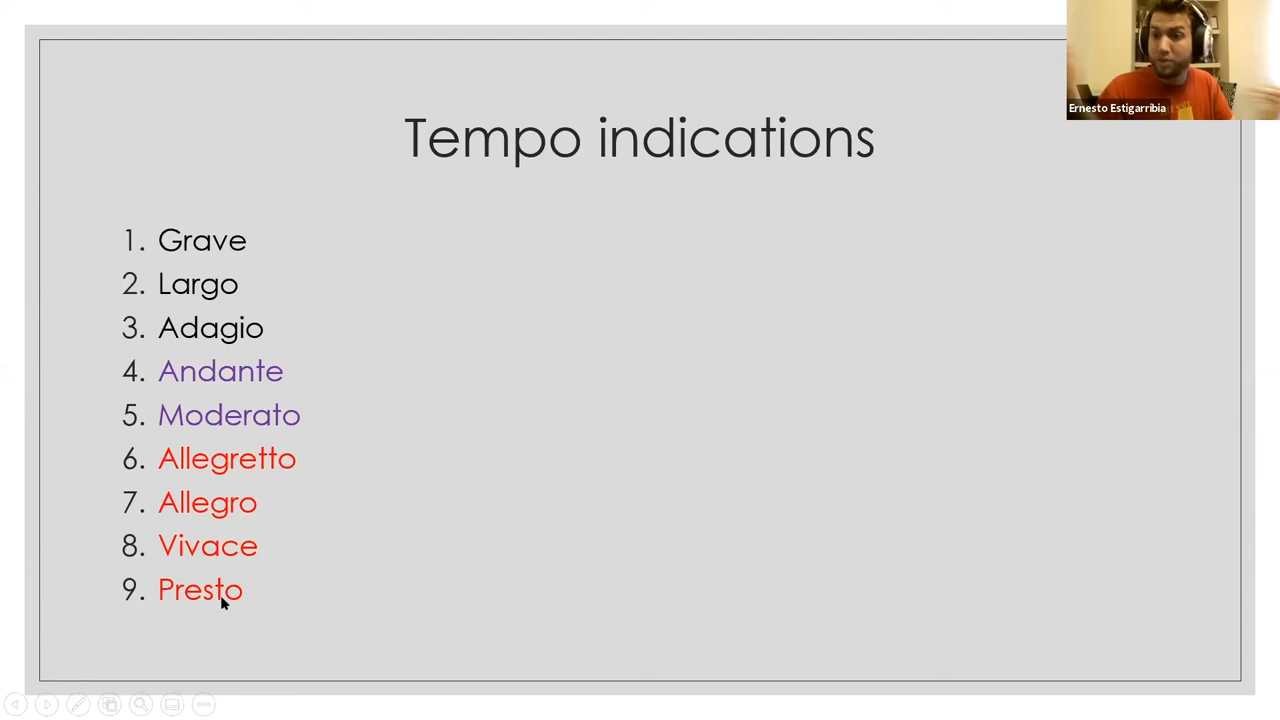 Ernesto Estigarribia
Tempo indications
1. Grave
2. Largo
3. Adagio
4. Andante
5. Moderato
6. Allegretto
7. Allegro
8. Vivace
9. Presto